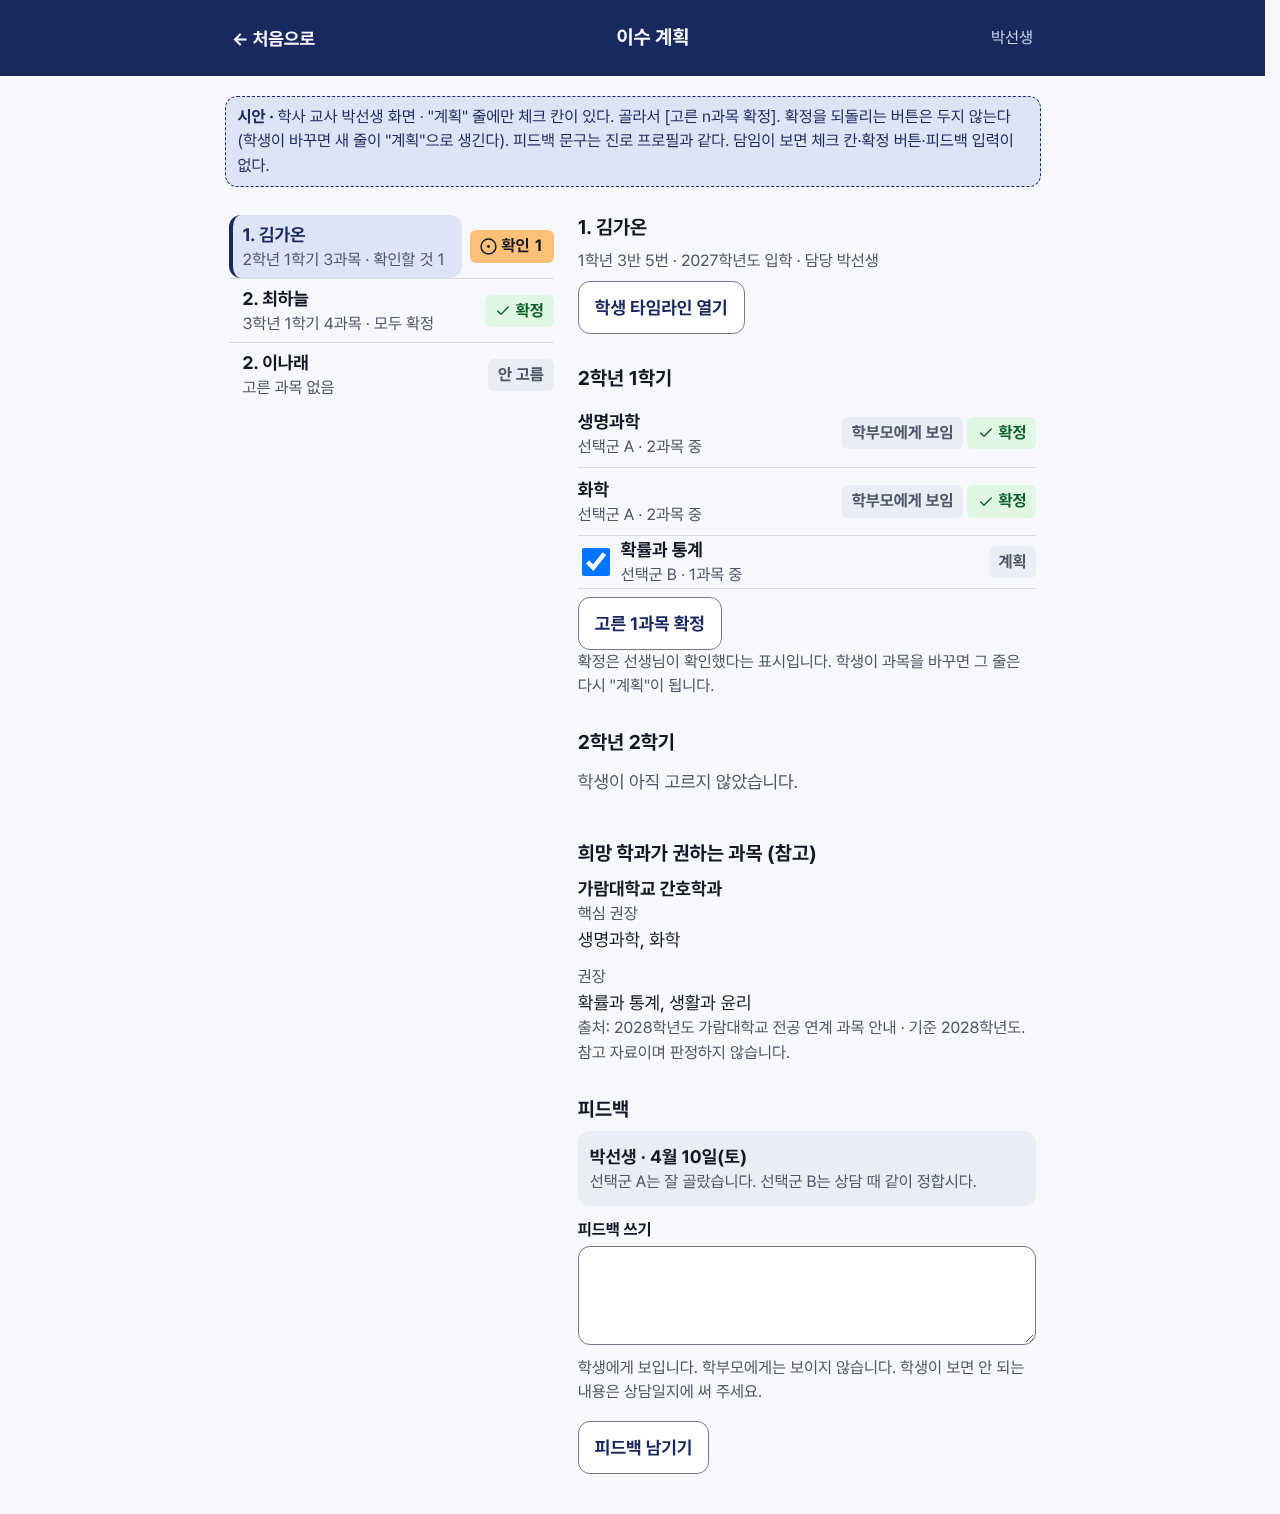 ← 처음으로
이수 계획
박선생
시안 · 학사 교사 박선생 화면 · "계획" 줄에만 체크 칸이 있다. 골라서 [고른 n과목 확정]. 확정을 되돌리는 버튼은 두지 않는다
(학생이 바꾸면 새 줄이 "계획"으로 생긴다). 피드백 문구는 진로 프로필과 같다. 담임이 보면 체크 칸·확정 버튼·피드백 입력이
없다.
1. 김가온
2학년 1학기 3과목 · 확인할 것 1
확인 1
2. 최하늘
3학년 1학기 4과목 · 모두 확정
확정
2. 이나래
고른 과목 없음
안 고름
1. 김가온
1학년 3반 5번 · 2027학년도 입학 · 담당 박선생
학생 타임라인 열기
2학년 1학기
생명과학
선택군 A · 2과목 중
학부모에게 보임
확정
화학
선택군 A · 2과목 중
학부모에게 보임
확정
확률과 통계
선택군 B · 1과목 중
계획
고른 1과목 확정
확정은 선생님이 확인했다는 표시입니다. 학생이 과목을 바꾸면 그 줄은
다시 "계획"이 됩니다.
2학년 2학기
학생이 아직 고르지 않았습니다.
희망 학과가 권하는 과목 (참고)
가람대학교 간호학과
핵심 권장
생명과학, 화학
권장
확률과 통계, 생활과 윤리
출처: 2028학년도 가람대학교 전공 연계 과목 안내 · 기준 2028학년도.
참고 자료이며 판정하지 않습니다.
피드백
박선생 · 4월 10일(토)
선택군 A는 잘 골랐습니다. 선택군 B는 상담 때 같이 정합시다.
피드백 쓰기
학생에게 보입니다. 학부모에게는 보이지 않습니다. 학생이 보면 안 되는
내용은 상담일지에 써 주세요.
피드백 남기기